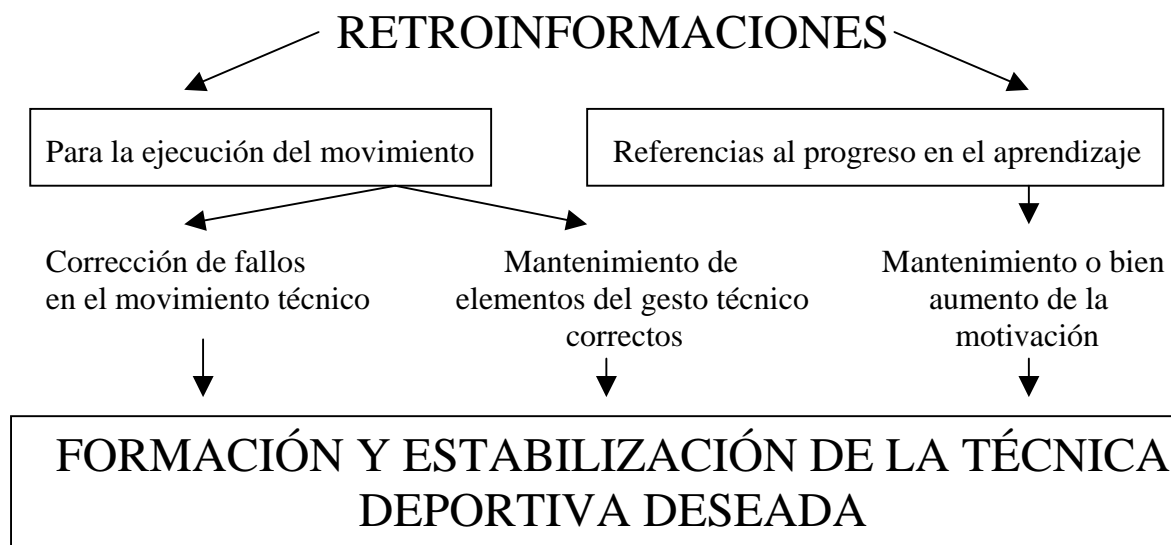 RETROINFORMACIONES
Para la ejecución del movimiento
Referencias al progreso en el aprendizaje
Corrección de fallos
en el movimiento técnico
Mantenimiento de
elementos del gesto técnico
correctos
Mantenimiento o bien
aumento de la
motivación
FORMACIÓN Y ESTABILIZACIÓN DE LA TÉCNICA
DEPORTIVA DESEADA